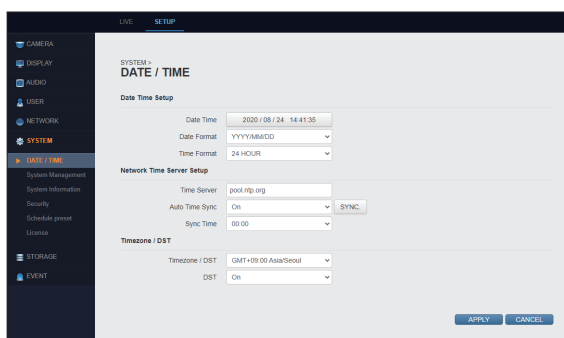 LIVE SETUP
CAMERA
DISPLAY
AUDIO
USER
NETWORK
SYSTEM
DATE / TIME
System Management
System Information
Security
Schedule preset
License
STORAGE
EVENT
SYSTEM >
DATE / TIME
Date Time Setup
Date Time 2020 / 08 / 24 14:41:35
Date Format YYYY/MM/DD
Time Format 24 HOUR
Network Time Server Setup
Time Server pool.ntp.org
Auto Time Sync On SYNC.
Sync Time 00:00
Timezone / DST
Timezone / DST GMT+09:00 Asia/Seoul
DST On
APPLY CANCEL